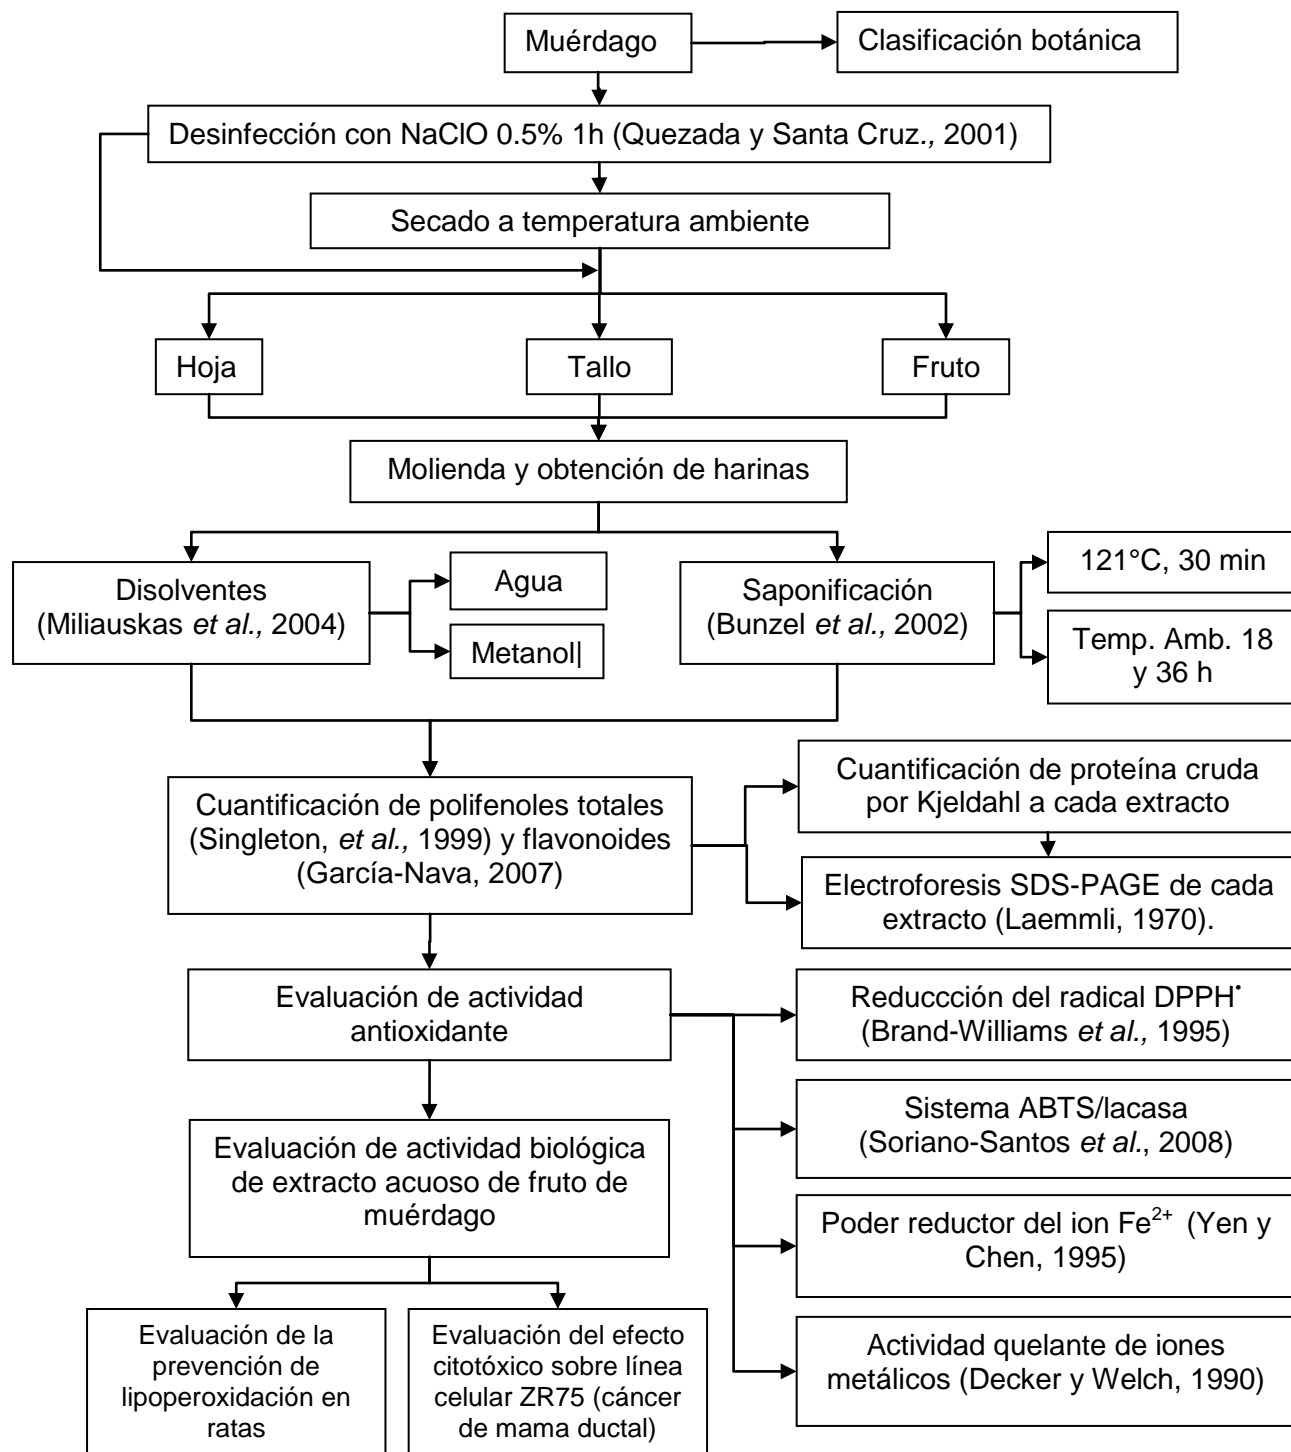 Muérdago
Clasificación botánica
Desinfección con NaClO 0.5% 1h (Quezada y Santa Cruz., 2001)
Secado a temperatura ambiente
Hoja
Tallo
Fruto
Molienda y obtención de harinas
Disolventes
(Miliauskas et al., 2004)
Agua
Metanol|
Saponificación
(Bunzel et al., 2002)
121°C, 30 min
Temp. Amb. 18
y 36 h
Cuantificación de polifenoles totales
(Singleton, et al., 1999) y flavonoides
(García-Nava, 2007)
Cuantificación de proteína cruda
por Kjeldahl a cada extracto
Electroforesis SDS-PAGE de cada
extracto (Laemmli, 1970).
Evaluación de actividad
antioxidante
Reduccción del radical DPPH•
(Brand-Williams et al., 1995)
Sistema ABTS/lacasa
(Soriano-Santos et al., 2008)
Poder reductor del ion Fe²⁺ (Yen y
Chen, 1995)
Actividad quelante de iones
metálicos (Decker y Welch, 1990)
Evaluación de actividad biológica
de extracto acuoso de fruto de
muérdago
Evaluación de la
prevención de
lipoperoxidación en
ratas
Evaluación del efecto
citotóxico sobre línea
celular ZR75 (cáncer
de mama ductal)